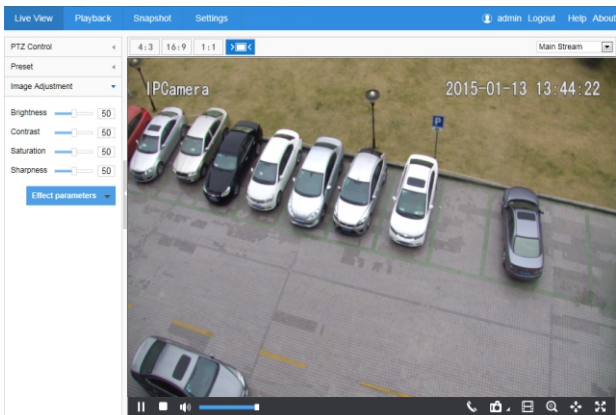 Live View Playback Snapshot Settings admin Logout Help About
PTZ Control 4:3 16:9 1:1 Main Stream
Preset
Image Adjustment
IPCamera 2015-01-13 13:44:22
Brightness 50
Contrast 50
Saturation 50
Sharpness 50
P
Effect parameters